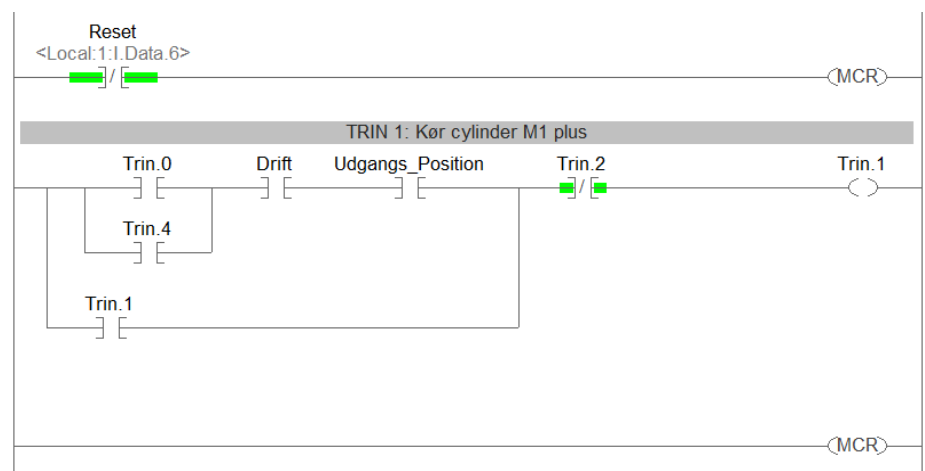 Reset
<Local:1:I.Data.6>
MCR
TRIN 1: Kør cylinder M1 plus
Trin.0 Drift Udgangs_Position Trin.2 Trin.1
Trin.4
Trin.1
MCR